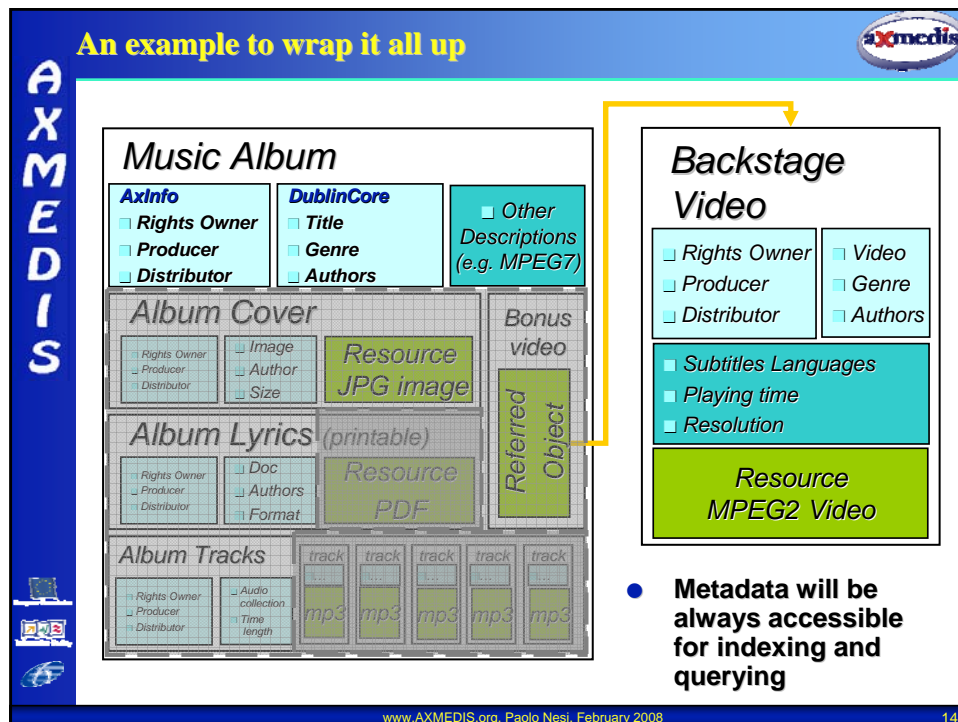 An example to wrap it all up
axmedis
AXMEDIS
Music Album
AxInfo
Rights Owner
Producer
Distributor
DublinCore
Title
Genre
Authors
Other
Descriptions
(e.g. MPEG7)
Album Cover
Rights Owner
Producer
Distributor
Image
Author
Size
Resource
JPG image
Bonus
video
Referred
Object
Album Lyrics (printable)
Rights Owner
Producer
Distributor
Doc
Authors
Format
Resource
PDF
Album Tracks
Rights Owner
Producer
Distributor
Audio
collection
Time
length
track
t...
mp3
track
t...
mp3
track
t...
mp3
track
t...
mp3
track
t...
mp3
Backstage
Video
Rights Owner
Producer
Distributor
Video
Genre
Authors
Subtitles Languages
Playing time
Resolution
Resource
MPEG2 Video
Metadata will be
always accessible
for indexing and
querying
www.AXMEDIS.org, Paolo Nesi, February 2008
14